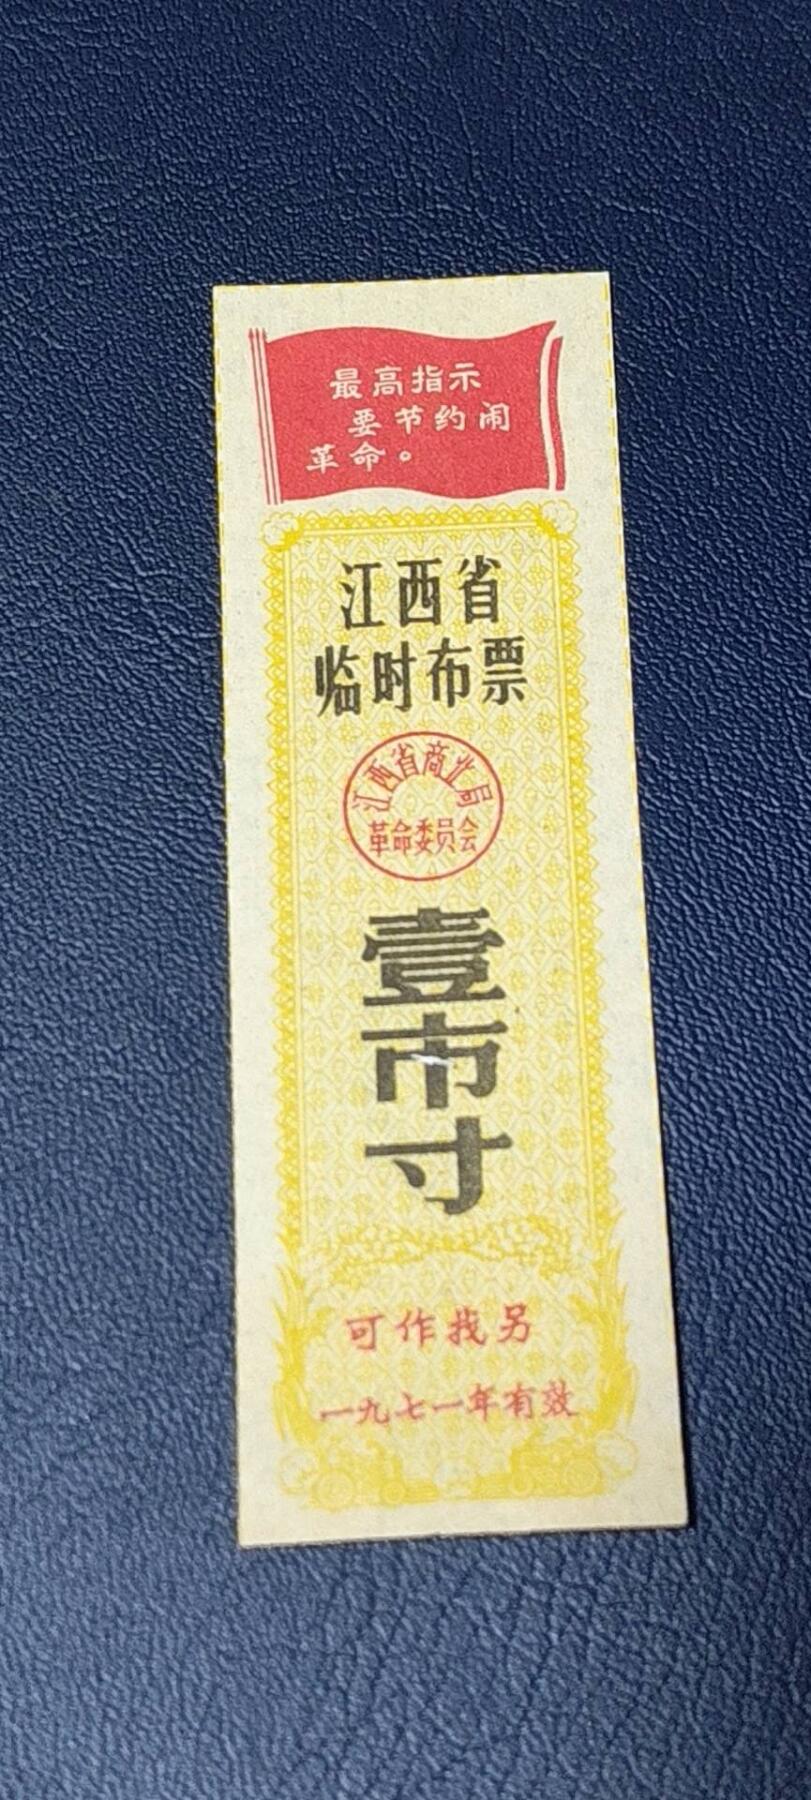 最高指示
要节约闹
革命。
江西省
临时布票
江西省商业局
革命委员会
壹市寸
可作找另
一九七一年有效